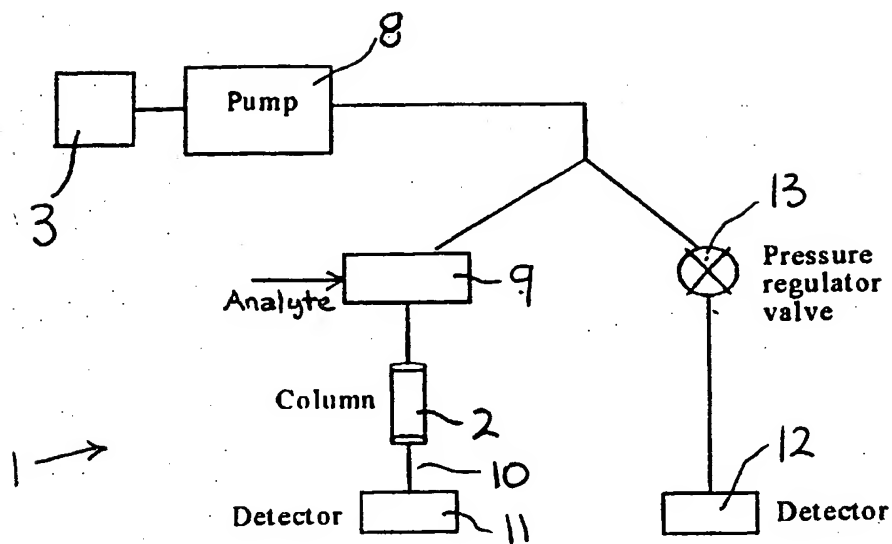 8
Pump
3
13
Pressure
regulator
valve
9
Analyte
Column
2
1
10
12
Detector
11
Detector